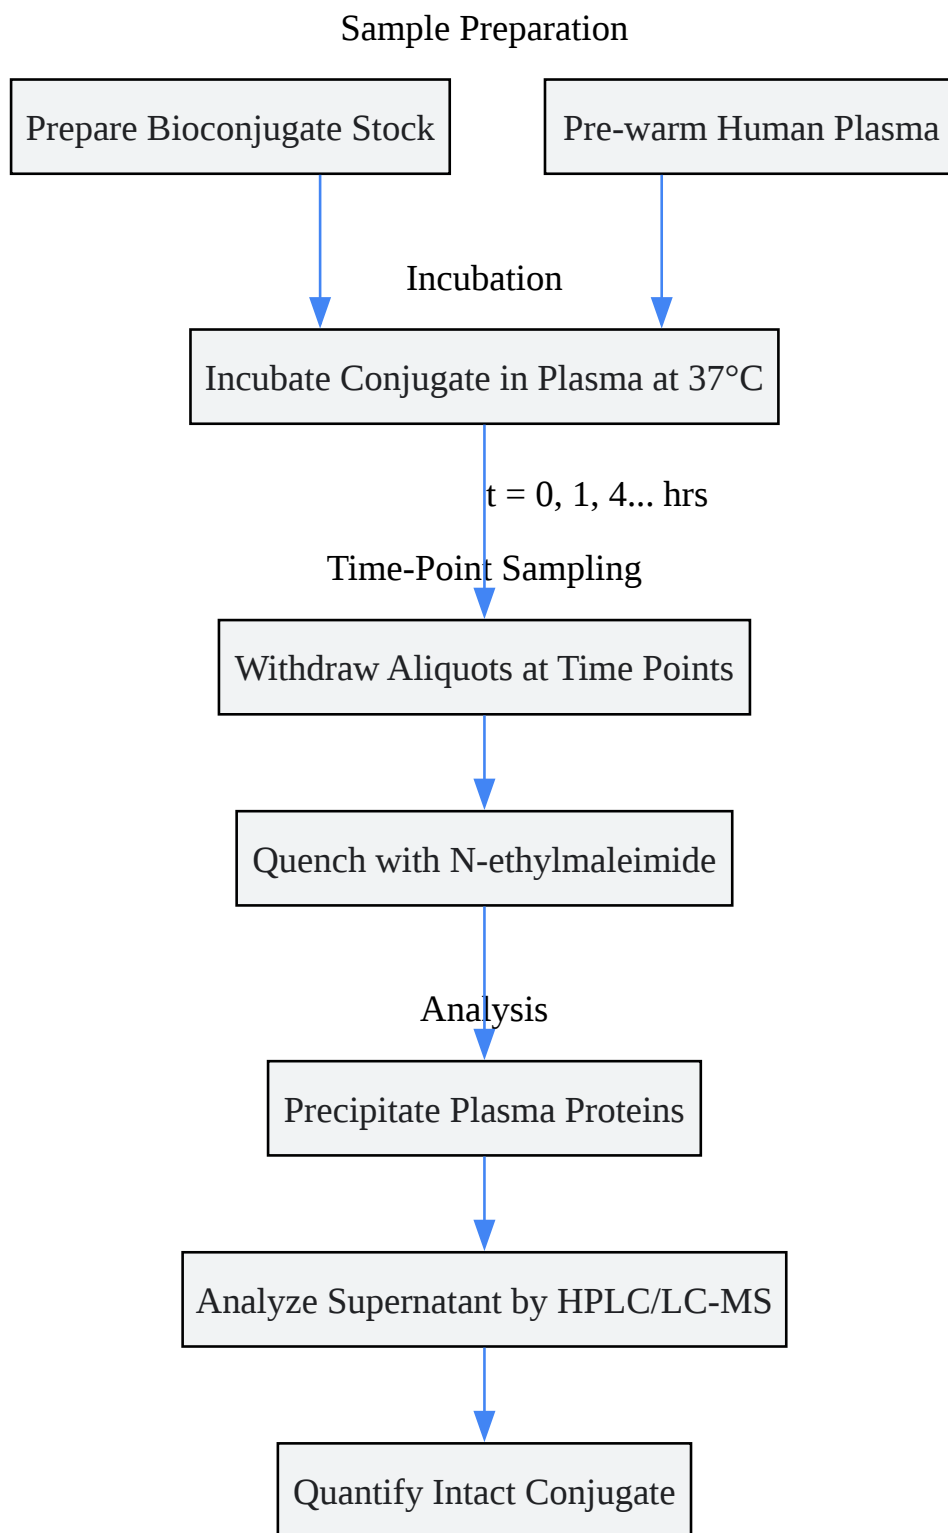 Sample Preparation
Prepare Bioconjugate Stock
Pre-warm Human Plasma
Incubation
Incubate Conjugate in Plasma at 37°C
t = 0, 1, 4... hrs
Time-Point Sampling
Withdraw Aliquots at Time Points
Quench with N-ethylmaleimide
Analysis
Precipitate Plasma Proteins
Analyze Supernatant by HPLC/LC-MS
Quantify Intact Conjugate